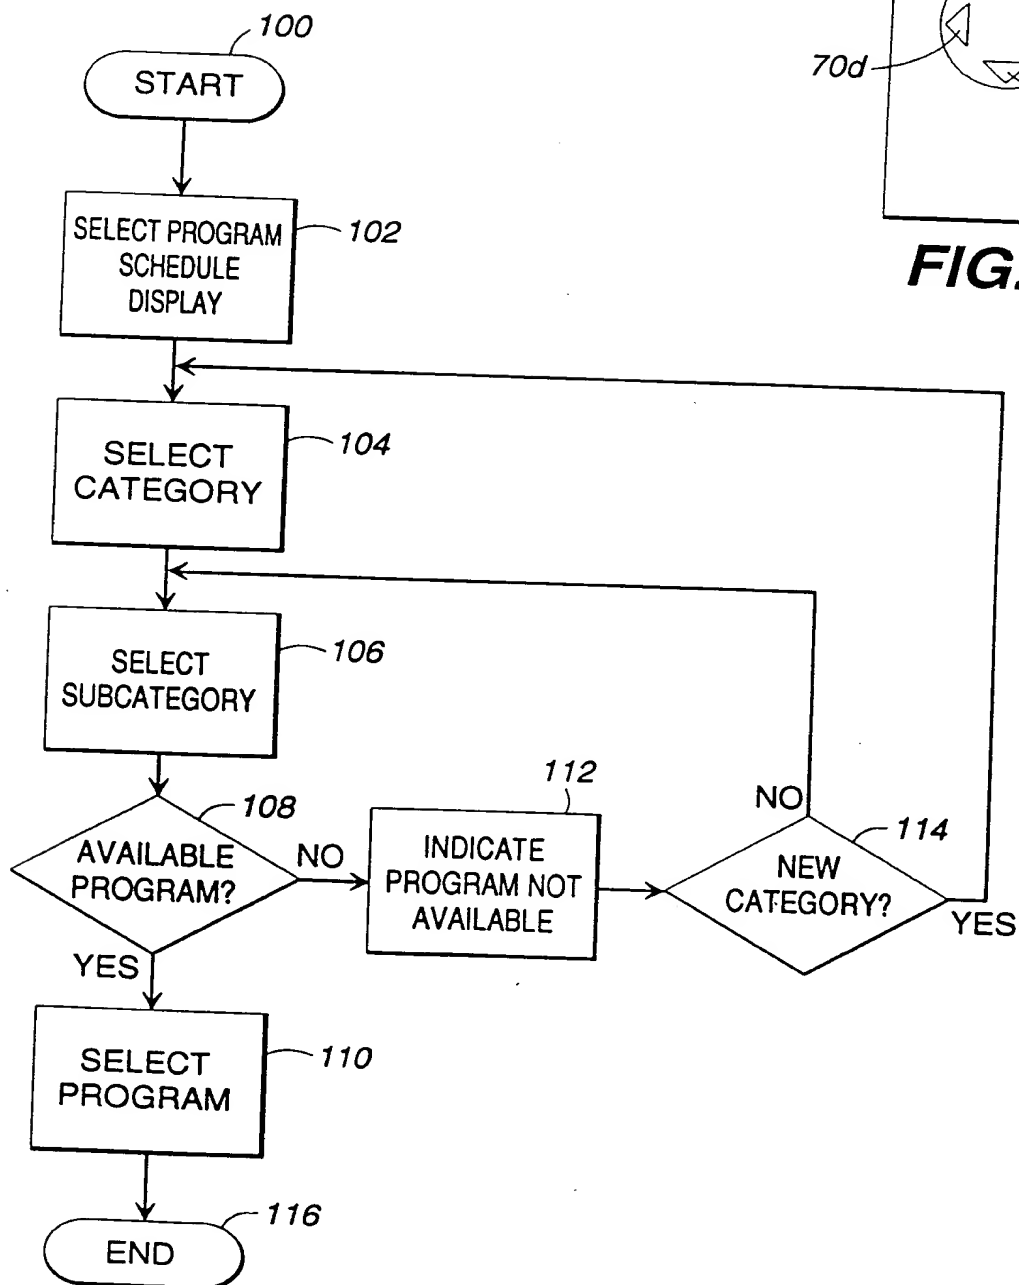 100
START
70d
SELECT PROGRAM
SCHEDULE
DISPLAY
102
FIG.
SELECT
CATEGORY
104
SELECT
SUBCATEGORY
106
AVAILABLE
PROGRAM?
108
NO
INDICATE
PROGRAM NOT
AVAILABLE
112
NO
NEW
CATEGORY?
114
YES
YES
SELECT
PROGRAM
110
END
116